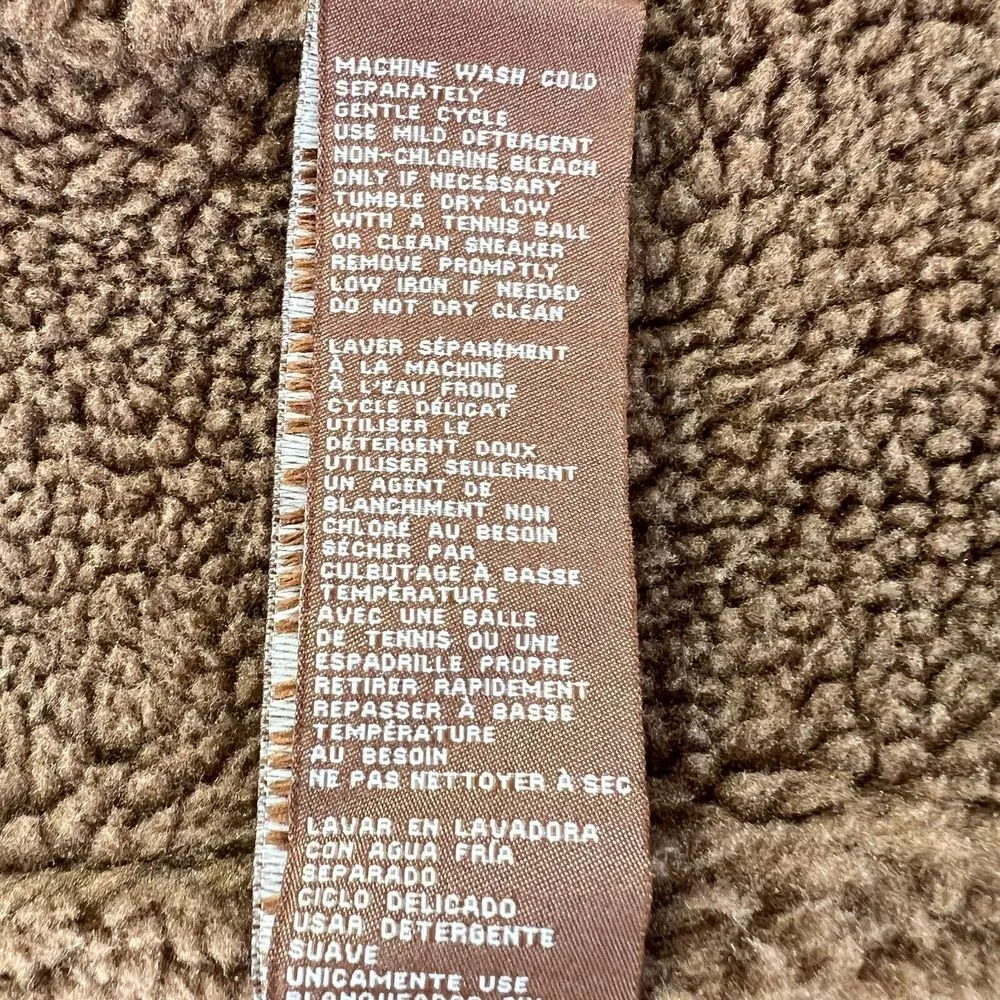 MACHINE WASH COLD
SEPARATELY
GENTLE CYCLE
USE MILD DETERGENT
NON-CHLORINE BLEACH
ONLY IF NECESSARY
TUMBLE DRY LOW
WITH A TENNIS BALL
OR CLEAN SNEAKER
REMOVE PROMPTLY
LOW IRON IF NEEDED
DO NOT DRY CLEAN
LAVER SÉPARÉMENT
À LA MACHINE
À L'EAU FROIDE
CYCLE DÉLICAT
UTILISER LE
DÉTERGENT DOUX
UTILISER SEULEMENT
UN AGENT DE
BLANCHIMENT NON
CHLORÉ AU BESOIN
SÉCHER PAR
CULBUTAGE À BASSE
TEMPÉRATURE
AVEC UNE BALLE
DE TENNIS OU UNE
ESPADRILLE PROPRE
RETIRER RAPIDEMENT
REPASSER À BASSE
TEMPÉRATURE
AU BESOIN
NE PAS NETTOYER À SEC
LAVAR EN LAVADORA
CON AGUA FRÍA
SEPARADO
CICLO DELICADO
USAR DETERGENTE
SUAVE
UNICAMENTE USE
BLANQUEADOR SIN